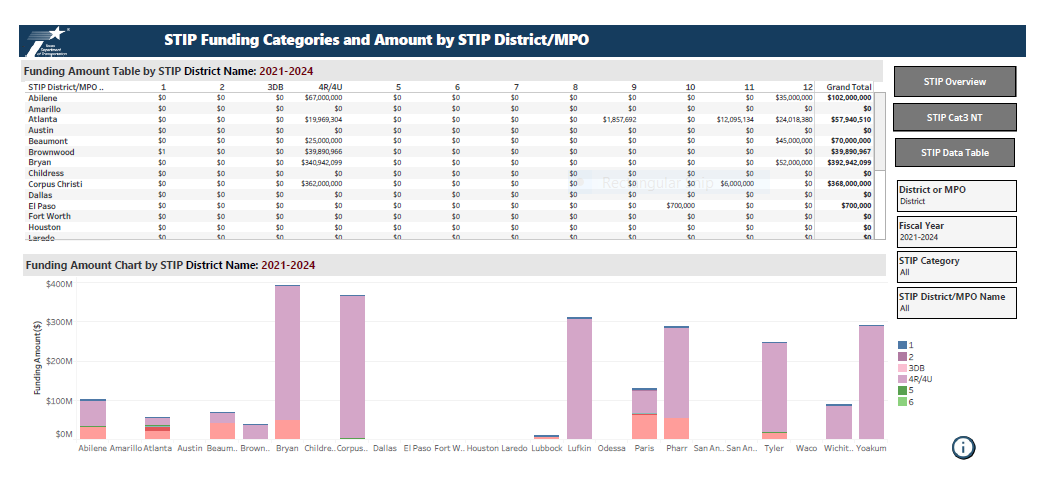 Texas
Department
of Transportation
STIP Funding Categories and Amount by STIP District/MPO
Funding Amount Table by STIP District Name: 2021-2024
STIP District/MPO .. 1 2 3DB 4R/4U 5 6 7 8 9 10 11 12 Grand Total
Abilene $0 $0 $0 $67,000,000 $0 $0 $0 $0 $0 $0 $0 $35,000,000 $102,000,000
Amarillo $0 $0 $0 $0 $0 $0 $0 $0 $0 $0 $0 $0 $0
Atlanta $0 $0 $0 $19,969,304 $0 $0 $0 $0 $1,857,692 $0 $12,095,134 $24,018,380 $57,940,510
Austin $0 $0 $0 $0 $0 $0 $0 $0 $0 $0 $0 $0 $0
Beaumont $0 $0 $0 $25,000,000 $0 $0 $0 $0 $0 $0 $0 $45,000,000 $70,000,000
Brownwood $1 $0 $0 $39,890,966 $0 $0 $0 $0 $0 $0 $0 $0 $39,890,967
Bryan $0 $0 $0 $340,942,099 $0 $0 $0 $0 $0 $0 $0 $52,000,000 $392,942,099
Childress $0 $0 $0 $0 $0 $0 $0 $0 $0 $0 $0 $0 $0
Corpus Christi $0 $0 $0 $362,000,000 $0 $0 $0 $0 $0 $0 $6,000,000 $0 $368,000,000
Dallas $0 $0 $0 $0 $0 $0 $0 $0 $0 $0 $0 $0 $0
El Paso $0 $0 $0 $0 $0 $0 $0 $0 $0 $700,000 $0 $0 $700,000
Fort Worth $0 $0 $0 $0 $0 $0 $0 $0 $0 $0 $0 $0 $0
Houston $0 $0 $0 $0 $0 $0 $0 $0 $0 $0 $0 $0 $0
Laredo $0 $0 $0 $0 $0 $0 $0 $0 $0 $0 $0 $0 $0
Rectangular Snip
STIP Overview
STIP Cat3 NT
STIP Data Table
District or MPO
District
Fiscal Year
2021-2024
STIP Category
All
STIP District/MPO Name
All
Funding Amount Chart by STIP District Name: 2021-2024
Funding Amount($)
$400M
$300M
$200M
$100M
$0M
Abilene Amarillo Atlanta Austin Beaum.. Brown.. Bryan Childre.. Corpus.. Dallas El Paso Fort W.. Houston Laredo Lubbock Lufkin Odessa Paris Pharr San An.. San An.. Tyler Waco Wichit.. Yoakum
1
2
3DB
4R/4U
5
6